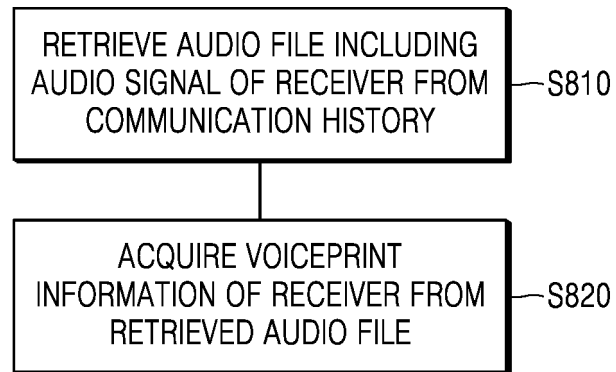 RETRIEVE AUDIO FILE INCLUDING
AUDIO SIGNAL OF RECEIVER FROM
COMMUNICATION HISTORY
S810
ACQUIRE VOICEPRINT
INFORMATION OF RECEIVER FROM
RETRIEVED AUDIO FILE
S820